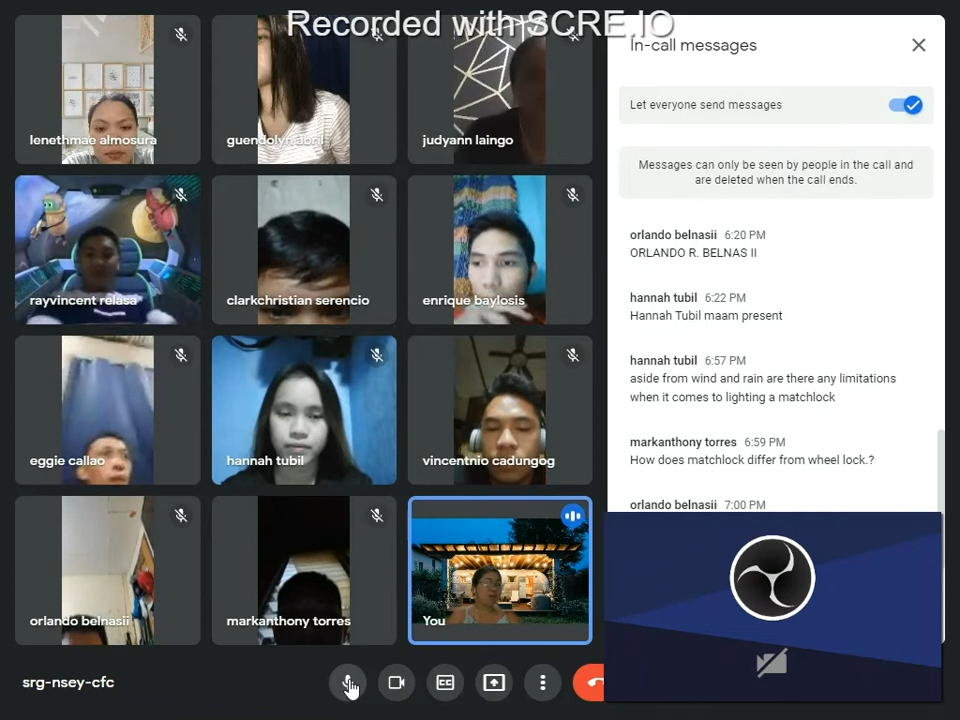 Recorded with SCRE.IO
In-call messages
Let everyone send messages
Messages can only be seen by people in the call and
are deleted when the call ends.
lenethmae almosura
guendolyn abril
judyann laingo
rayvincent relasa
clarkchristian serencio
enrique baylosis
eggie callao
hannah tubil
vincentnio cadungog
orlando belnasii
markanthony torres
You
orlando belnasii 6:20 PM
ORLANDO R. BELNAS II
hannah tubil 6:22 PM
Hannah Tubil maam present
hannah tubil 6:57 PM
aside from wind and rain are there any limitations
when it comes to lighting a matchlock
markanthony torres 6:59 PM
How does matchlock differ from wheel lock.?
orlando belnasii 7:00 PM
srg-nsey-cfc
CC